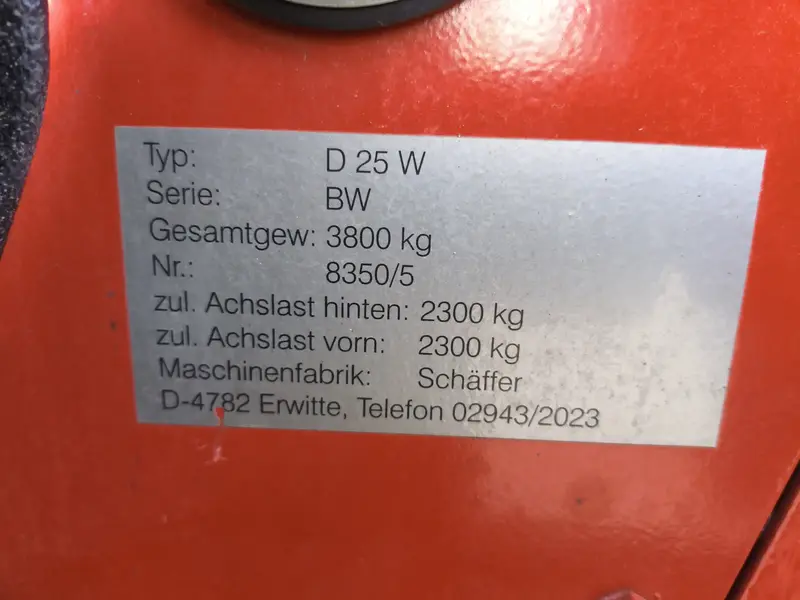 Typ: D 25 W
Serie: BW
Gesamtgew: 3800 kg
Nr.: 8350/5
zul. Achslast hinten: 2300 kg
zul. Achslast vorn: 2300 kg
Maschinenfabrik: Schäffer
D-4782 Erwitte, Telefon 02943/2023